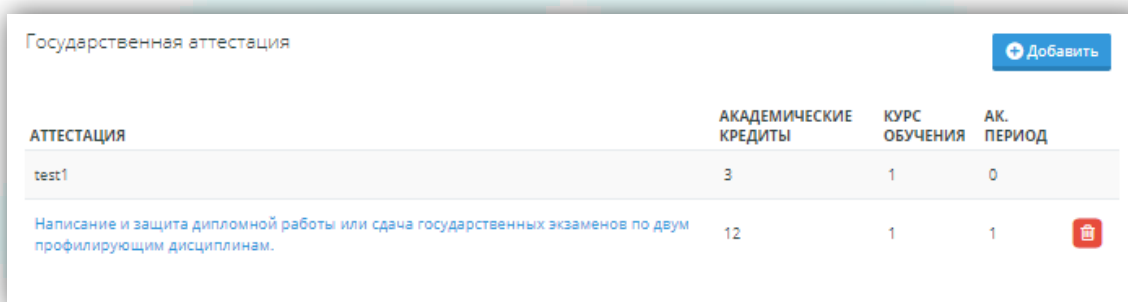 Государственная аттестация
Добавить
АТТЕСТАЦИЯ
АКАДЕМИЧЕСКИЕ КРЕДИТЫ
КУРС ОБУЧЕНИЯ
АК. ПЕРИОД
test1 3 1 0
Написание и защита дипломной работы или сдача государственных экзаменов по двум
профилирующим дисциплинам.
12 1 1